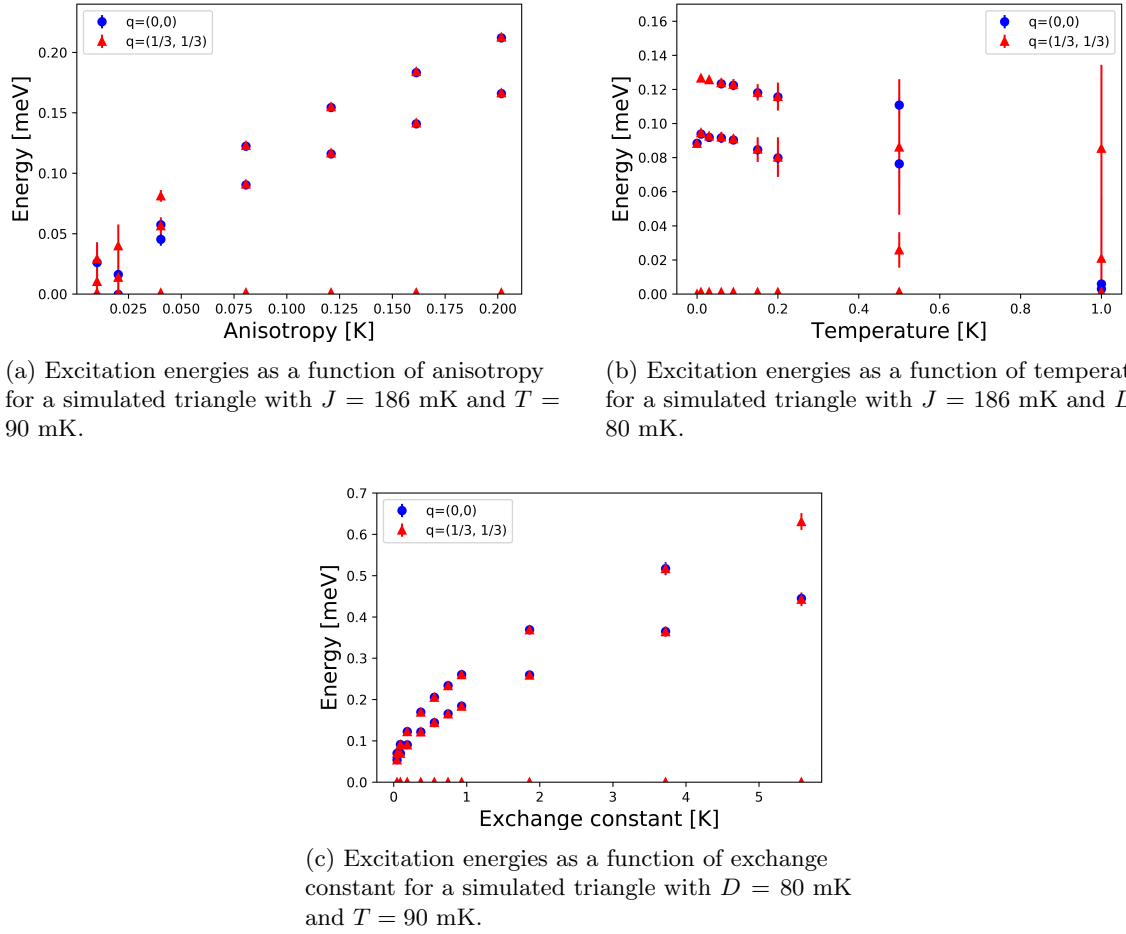 q=(0,0)
q=(1/3, 1/3)
0.20
0.15
0.10
0.05
0.00
Energy [meV]
0.025 0.050 0.075 0.100 0.125 0.150 0.175 0.200
Anisotropy [K]
q=(0,0)
q=(1/3, 1/3)
0.16
0.14
0.12
0.10
0.08
0.06
0.04
0.02
0.00
Energy [meV]
0.0 0.2 0.4 0.6 0.8 1.0
Temperature [K]
(a) Excitation energies as a function of anisotropy
for a simulated triangle with J = 186 mK and T =
90 mK.
(b) Excitation energies as a function of temperat
for a simulated triangle with J = 186 mK and
80 mK.
q=(0,0)
q=(1/3, 1/3)
0.7
0.6
0.5
0.4
0.3
0.2
0.1
0.0
Energy [meV]
0 1 2 3 4 5
Exchange constant [K]
(c) Excitation energies as a function of exchange
constant for a simulated triangle with D = 80 mK
and T = 90 mK.